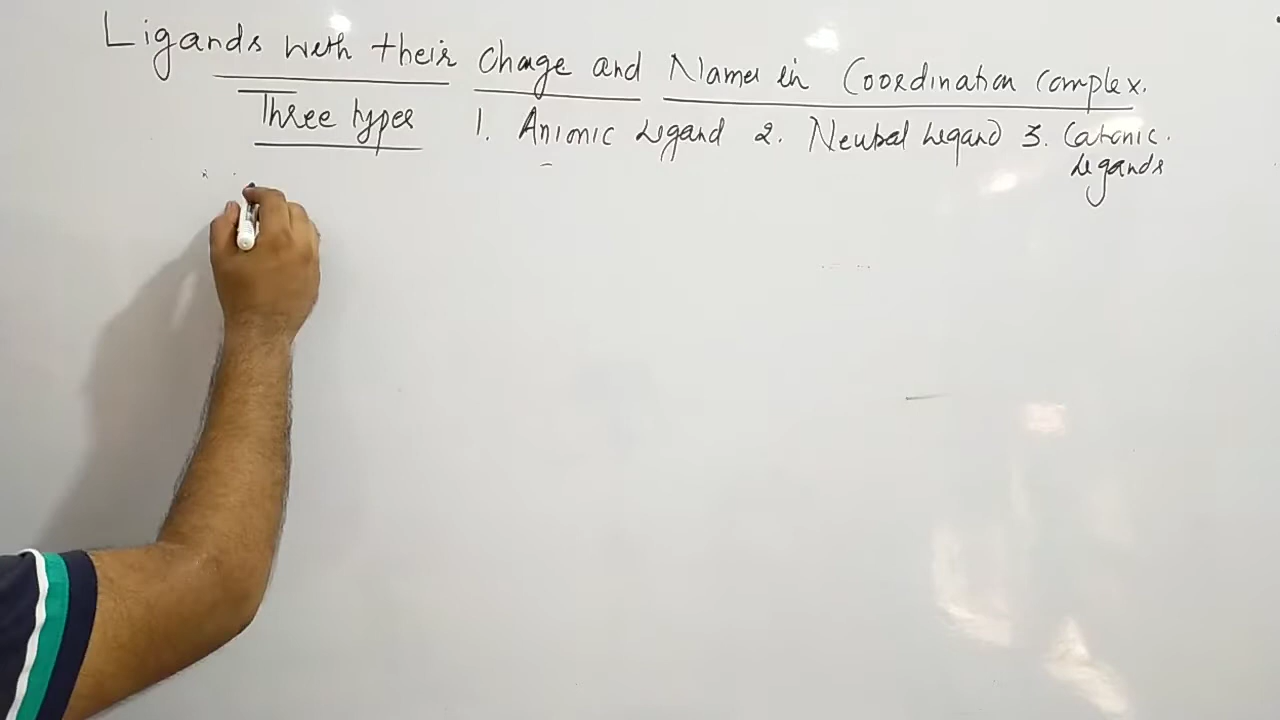 Ligands with their Charge and Names in Coordination complex.
Three types 1. Anionic Ligand 2. Neutral Ligand 3. Cationic.
Ligands